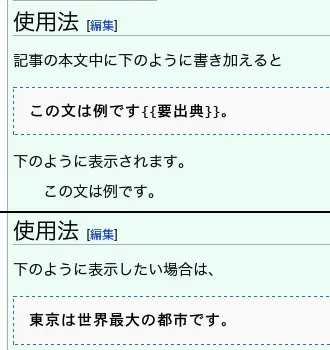 使用法 [編集]
記事の本文中に下のように書き加えると
この文は例です{{要出典}}。
下のように表示されます。
この文は例です。
使用法 [編集]
下のように表示したい場合は、
東京は世界最大の都市です。